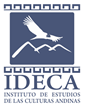 IDECA
INSTITUTO DE ESTUDIOS
DE LAS CULTURAS ANDINAS